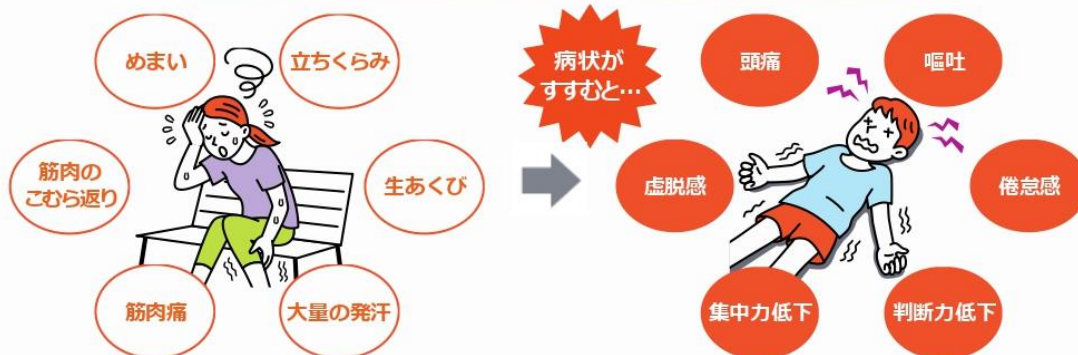 めまい
立ちくらみ
筋肉の
こむら返り
生あくび
筋肉痛
大量の発汗
病状が
すすむと…
頭痛
嘔吐
虚脱感
倦怠感
集中力低下
判断力低下